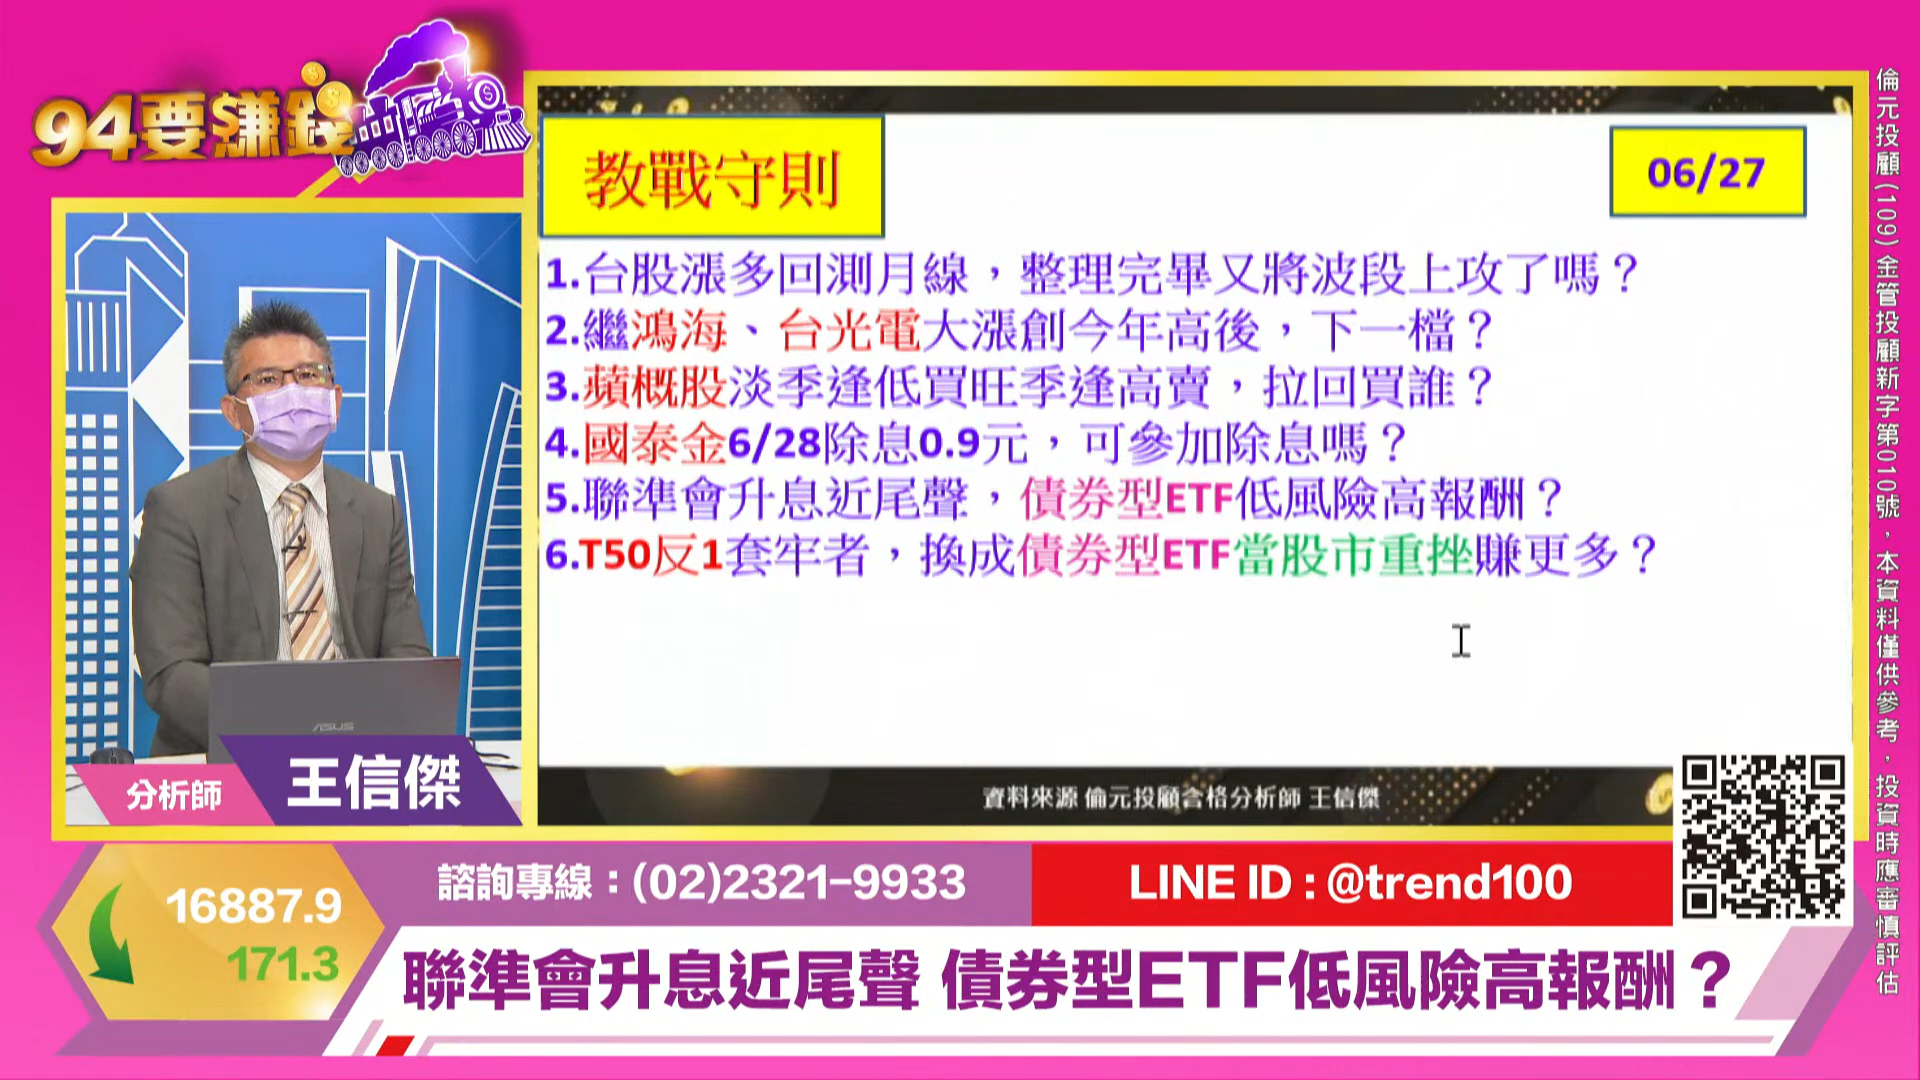 94要賺錢
教戰守則
06/27
1.台股漲多回測月線，整理完畢又將波段上攻了嗎？
2.繼鴻海、台光電大漲創今年高後，下一檔？
3.蘋概股淡季逢低買旺季逢高賣，拉回買誰？
4.國泰金6/28除息0.9元，可參加除息嗎？
5.聯準會升息近尾聲，債券型ETF低風險高報酬？
6.T50反1套牢者，換成債券型ETF當股市重挫賺更多？
ASUS
分析師
王信傑
資料來源 倫元投顧合格分析師 王信傑
諮詢專線：(02)2321-9933
LINE ID : @trend100
16887.9
171.3
聯準會升息近尾聲 債券型ETF低風險高報酬？
倫元投顧(109)金管投顧新字第010號，本資料僅供參考，投資時應審慎評估